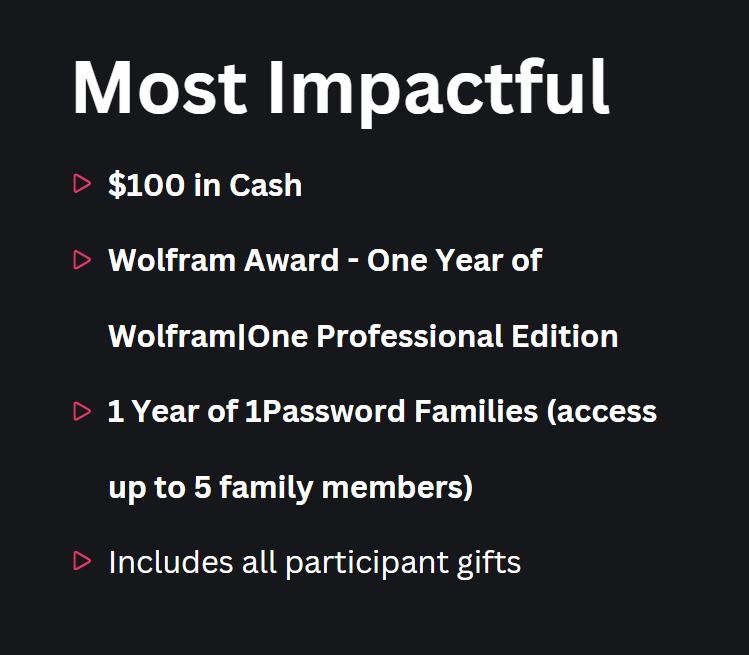 Most Impactful
$100 in Cash
Wolfram Award - One Year of
Wolfram|One Professional Edition
1 Year of 1Password Families (access
up to 5 family members)
Includes all participant gifts